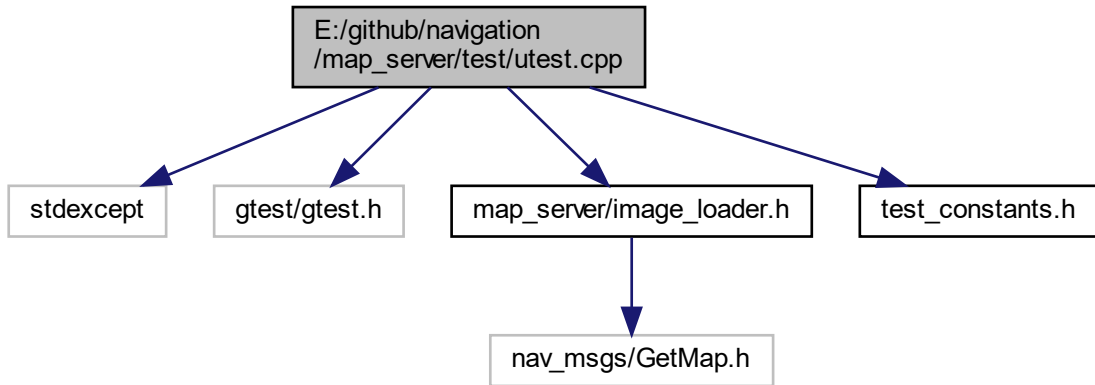 E:/github/navigation
/map_server/test/utest.cpp
stdexcept
gtest/gtest.h
map_server/image_loader.h
test_constants.h
nav_msgs/GetMap.h